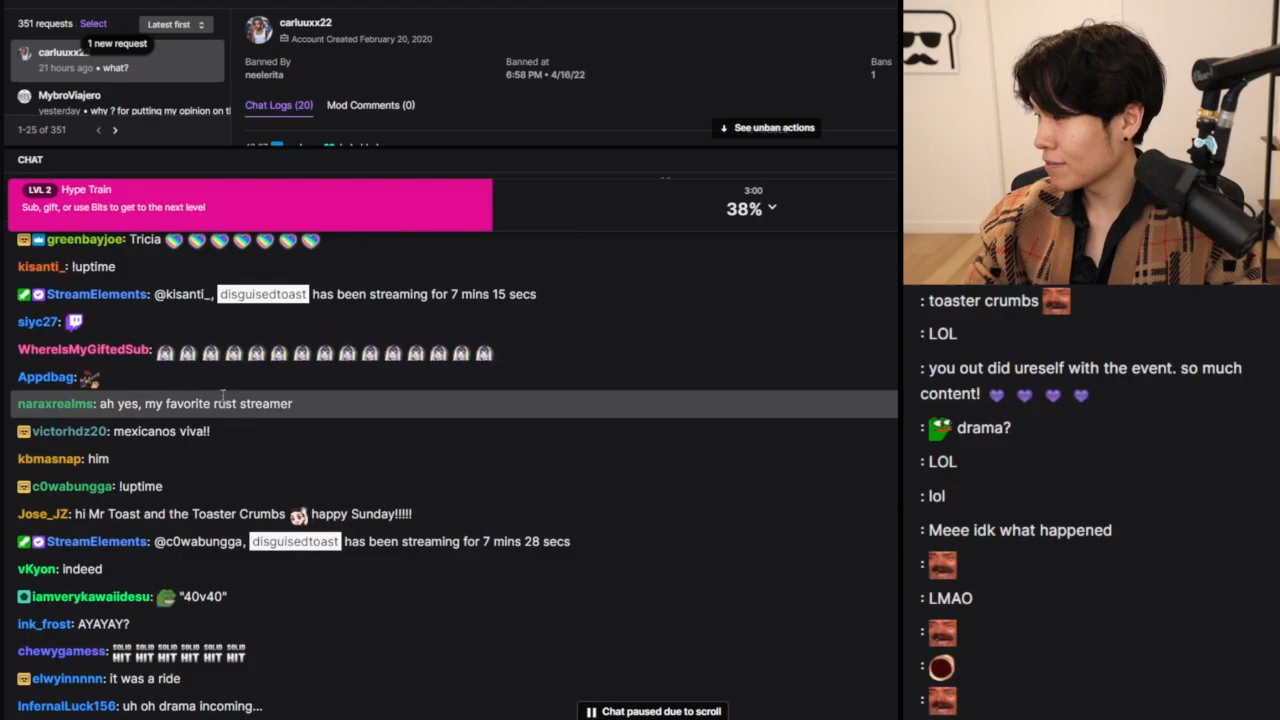 351 requests Select Latest first
1 new request
carluuxx2
21 hours ago • what?
MybroViajero
yesterday • why ? for putting my opinion on t
1-25 of 351
carluuxx22
Account Created February 20, 2020
Banned By
neelerita
Banned at
6:58 PM • 4/16/22
Bans
1
Chat Logs (20) Mod Comments (0)
See unban actions
CHAT
LVL 2 Hype Train
Sub, gift, or use Bits to get to the next level
3:00
38%
greenbayjoe: Tricia
kisanti_: !uptime
StreamElements: @kisanti_, disguisedtoast has been streaming for 7 mins 15 secs
siyc27:
WhereIsMyGiftedSub:
Appdbag:
naraxrealms: ah yes, my favorite rust streamer
victorhdz20: mexicanos viva!!
kbmasnap: him
c0wabungga: !uptime
Jose_JZ: hi Mr Toast and the Toaster Crumbs happy Sunday!!!!!
StreamElements: @c0wabungga, disguisedtoast has been streaming for 7 mins 28 secs
vKyon: indeed
iamverykawaiidesu: "40v40"
ink_frost: AYAYAY?
chewygamess: SOLID HIT SOLID HIT SOLID HIT SOLID HIT SOLID HIT SOLID HIT
elwyinnnnn: it was a ride
InfernalLuck156: uh oh drama incoming...
Chat paused due to scroll
: toaster crumbs
: LOL
: you out did ureself with the event. so much
content!
: drama?
: LOL
: lol
: Meee idk what happened
:
: LMAO
:
:
: